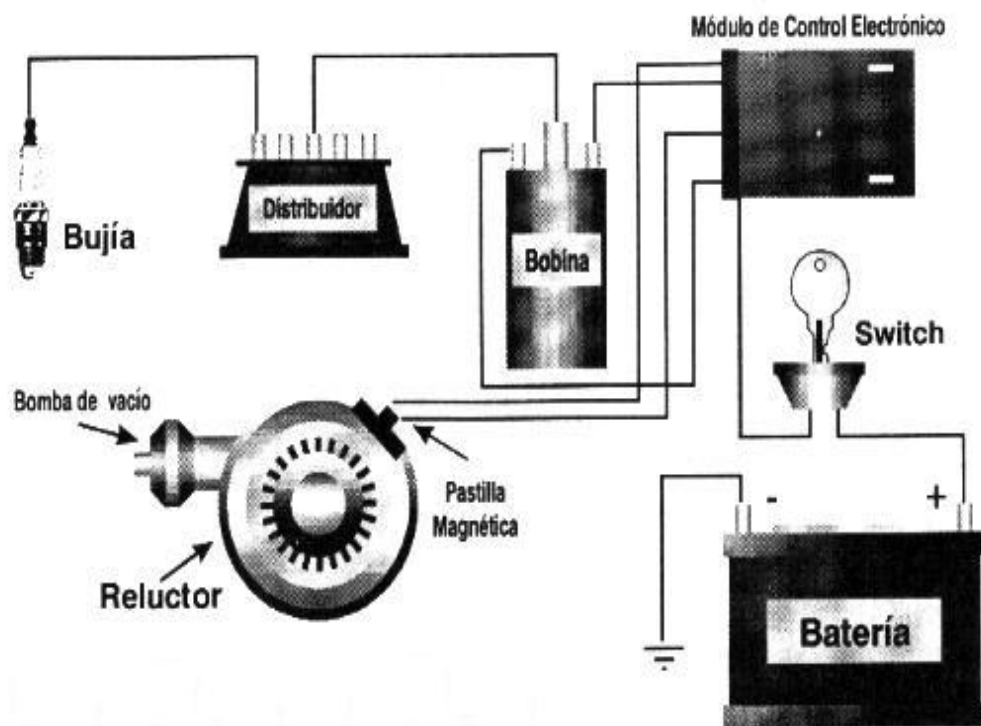 Módulo de Control Electrónico
Distribuidor
Bujía
Bobina
Switch
Bomba de vacío
Pastilla
Magnética
Reluctor
- +
Batería